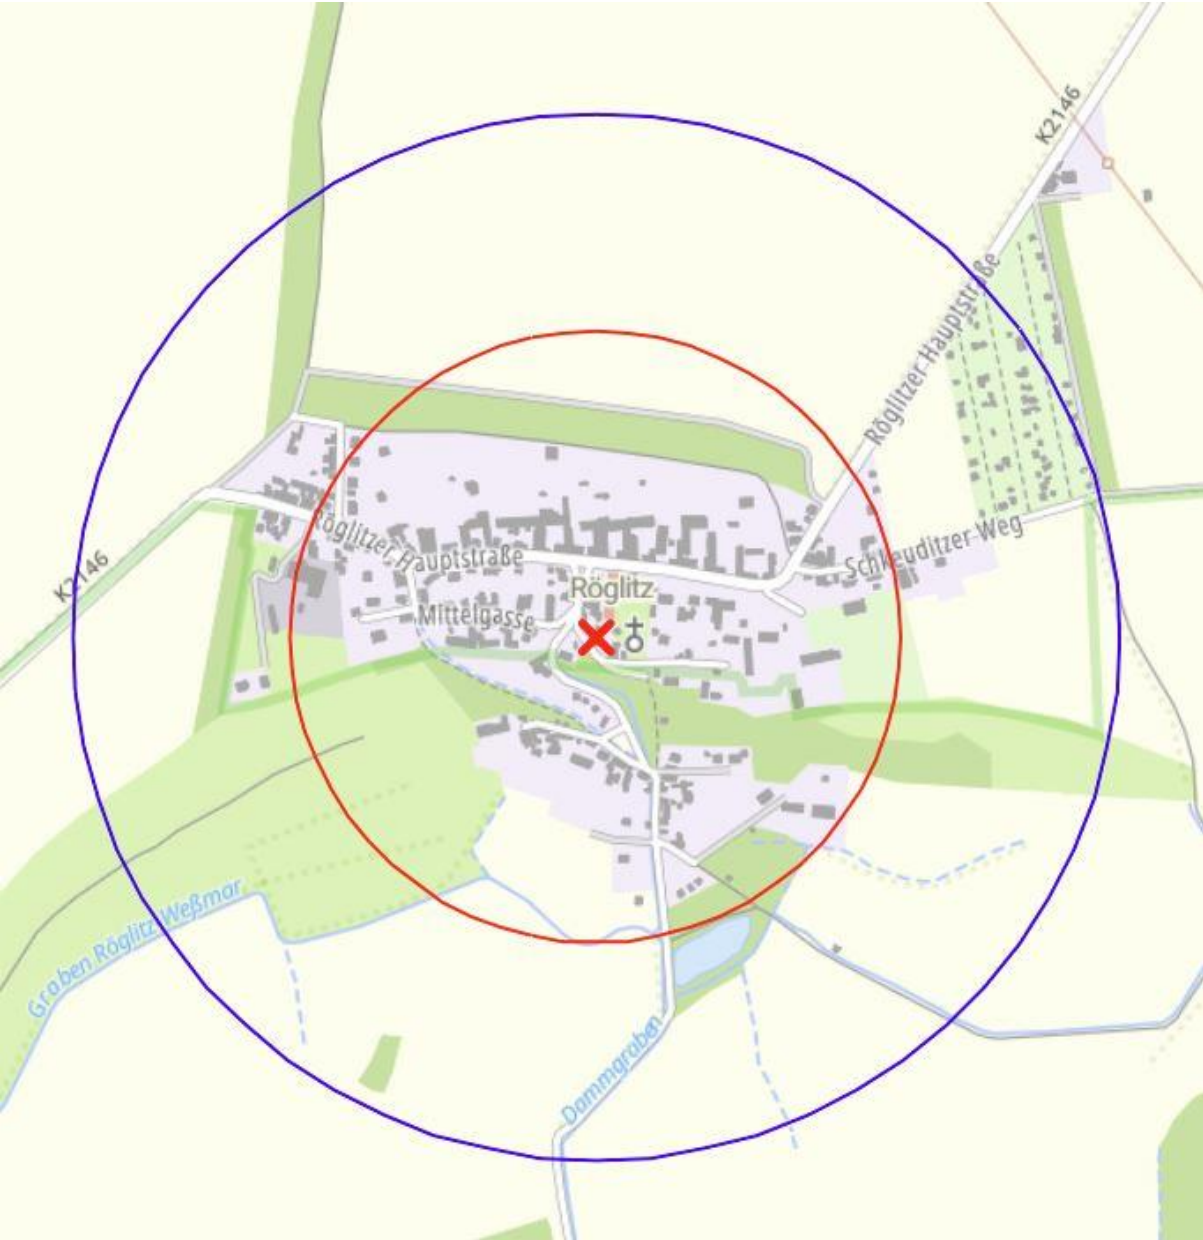 K2146
Röglitzer Hauptstraße
Schkeuditzer Weg
Röglitzer Hauptstraße
K2146
Röglitz
Mittelgasse
Graben Röglitz Weßmar
Dammgraben